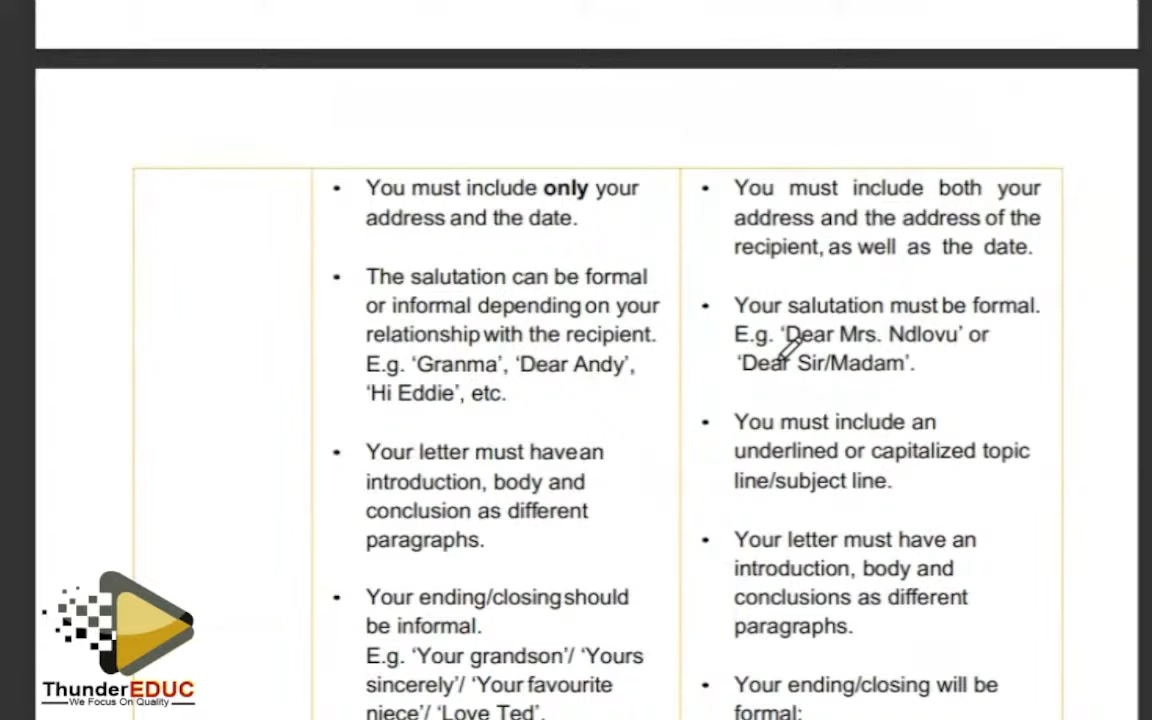 • You must include only your
address and the date.
• The salutation can be formal
or informal depending on your
relationship with the recipient.
E.g. ‘Granma’, ‘Dear Andy’,
‘Hi Eddie’, etc.
• Your letter must have an
introduction, body and
conclusion as different
paragraphs.
• Your ending/closing should
be informal.
E.g. ‘Your grandson’/ ‘Yours
sincerely’/ ‘Your favourite
niece’/ ‘Love Ted’.
• You must include both your
address and the address of the
recipient, as well as the date.
• Your salutation must be formal.
E.g. ‘Dear Mrs. Ndlovu’ or
‘Dear Sir/Madam’.
• You must include an
underlined or capitalized topic
line/subject line.
• Your letter must have an
introduction, body and
conclusions as different
paragraphs.
• Your ending/closing will be
formal:
ThunderEDUC
We Focus On Quality